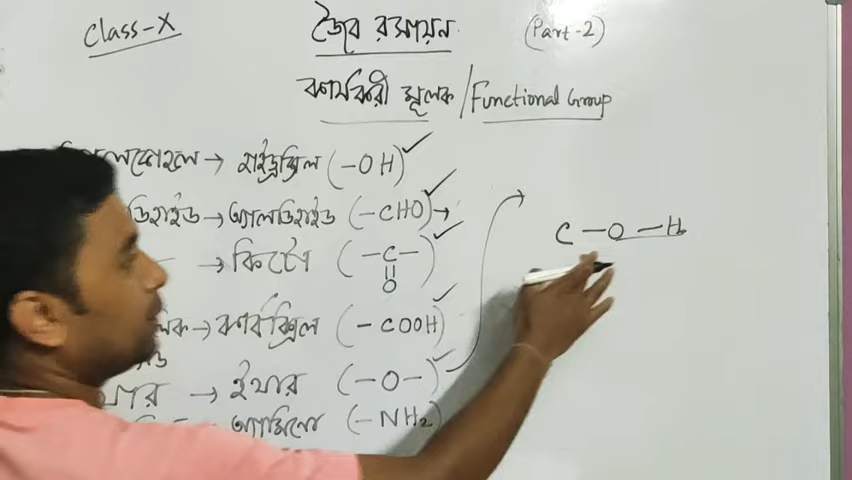 Class-X
জৈব রসায়ন
(Part-2)
কার্যকরী মূলক / Functional Group
→ হাইড্রক্সিল (-OH)
→ অ্যালডিহাইড (-CHO) →
→ কিটো (-C-)
||
O
→ কার্বক্সিল (-COOH)
→ ইথার (-O-)
অ্যামিনো (-NH₂)
C-O-H